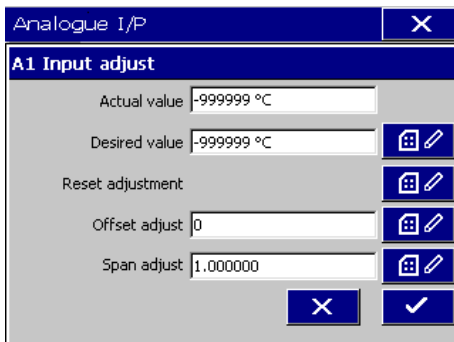 Analogue I/P
A1 Input adjust
Actual value -999999 °C
Desired value -999999 °C
Reset adjustment
Offset adjust 0
Span adjust 1.000000